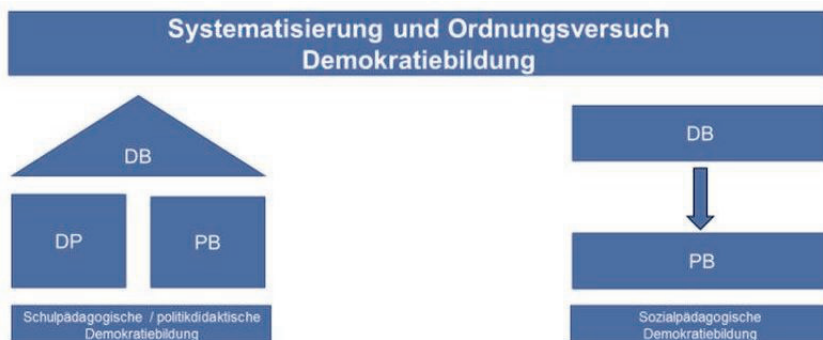 Systematisierung und Ordnungsversuch
Demokratiebildung
DB
DP
PB
Schulpädagogische / politikdidaktische
Demokratiebildung
DB
PB
Sozialpädagogische
Demokratiebildung